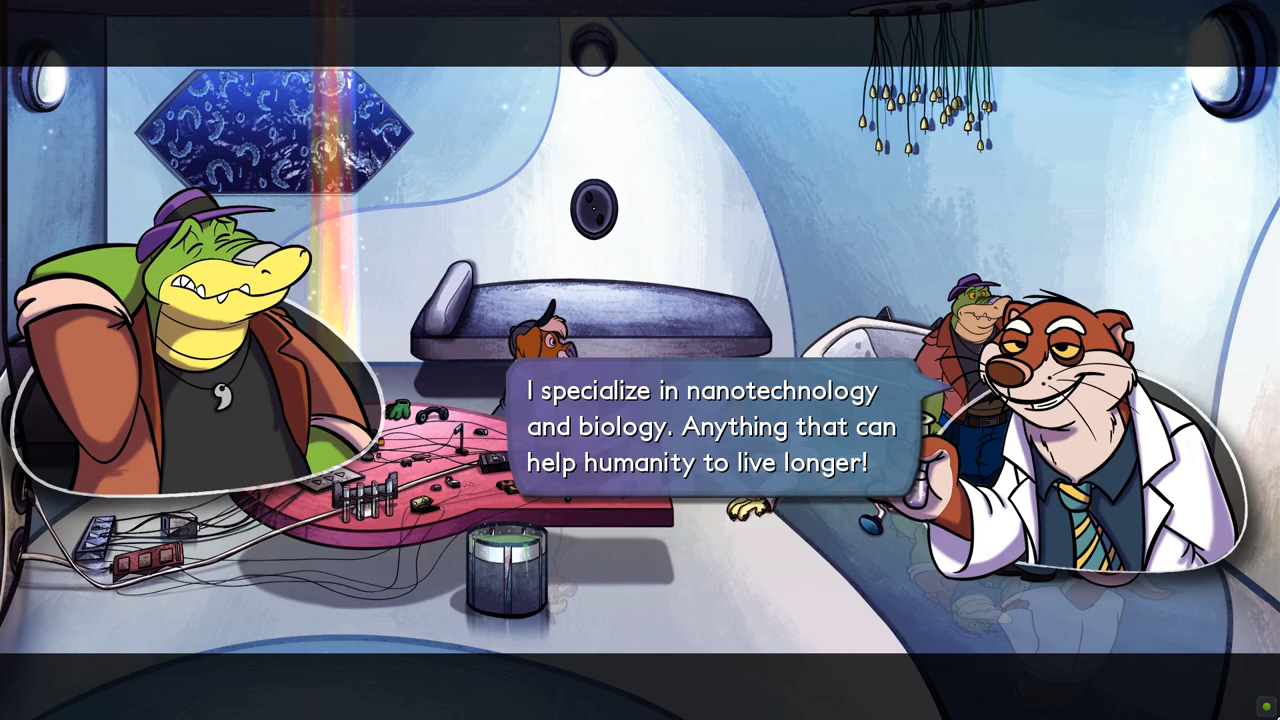 I specialize in nanotechnology
and biology. Anything that can
help humanity to live longer!